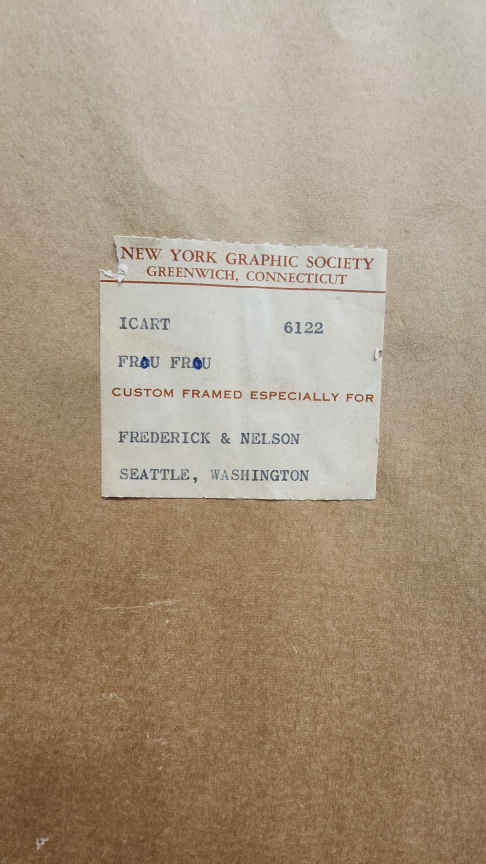 NEW YORK GRAPHIC SOCIETY
GREENWICH, CONNECTICUT
ICART 6122
FROU FROU
CUSTOM FRAMED ESPECIALLY FOR
FREDERICK & NELSON
SEATTLE, WASHINGTON